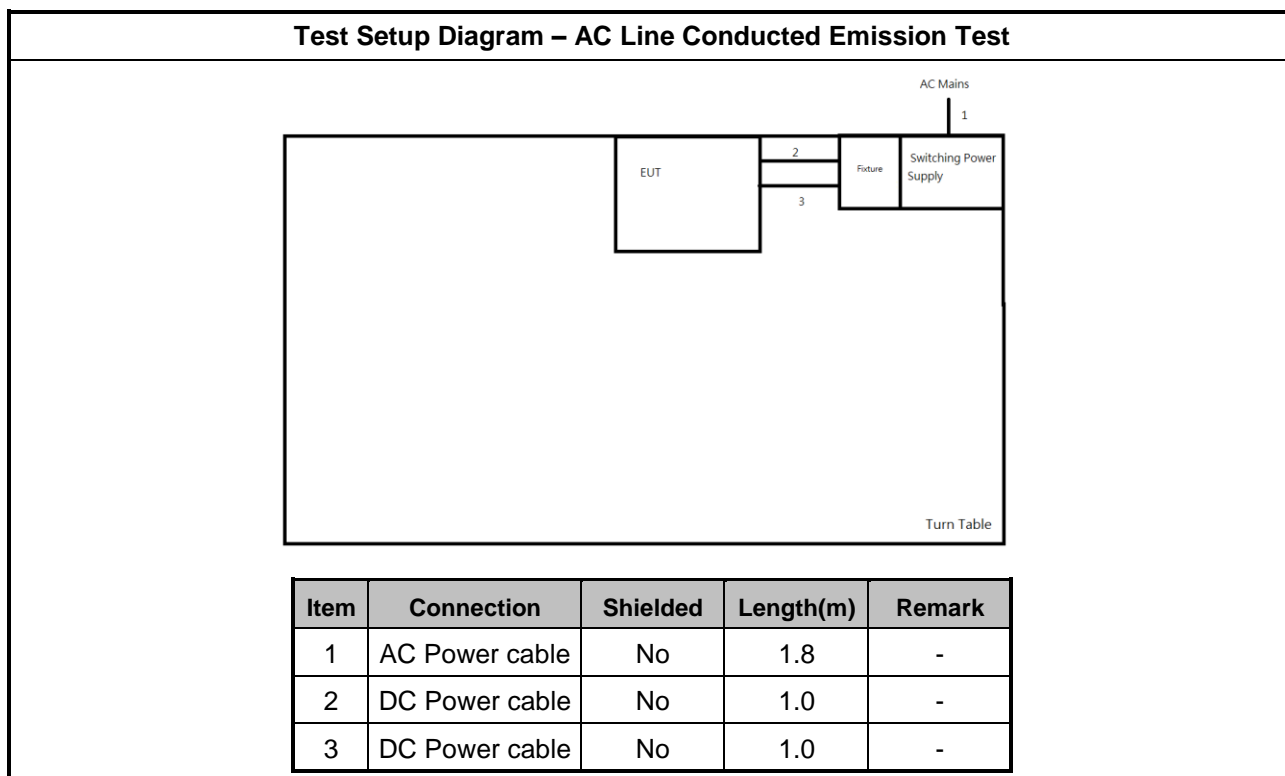 Test Setup Diagram – AC Line Conducted Emission Test
AC Mains
1
2
EUT
Fixture
Switching Power
Supply
3
Turn Table
Item Connection Shielded Length(m) Remark
1 AC Power cable No 1.8 -
2 DC Power cable No 1.0 -
3 DC Power cable No 1.0 -